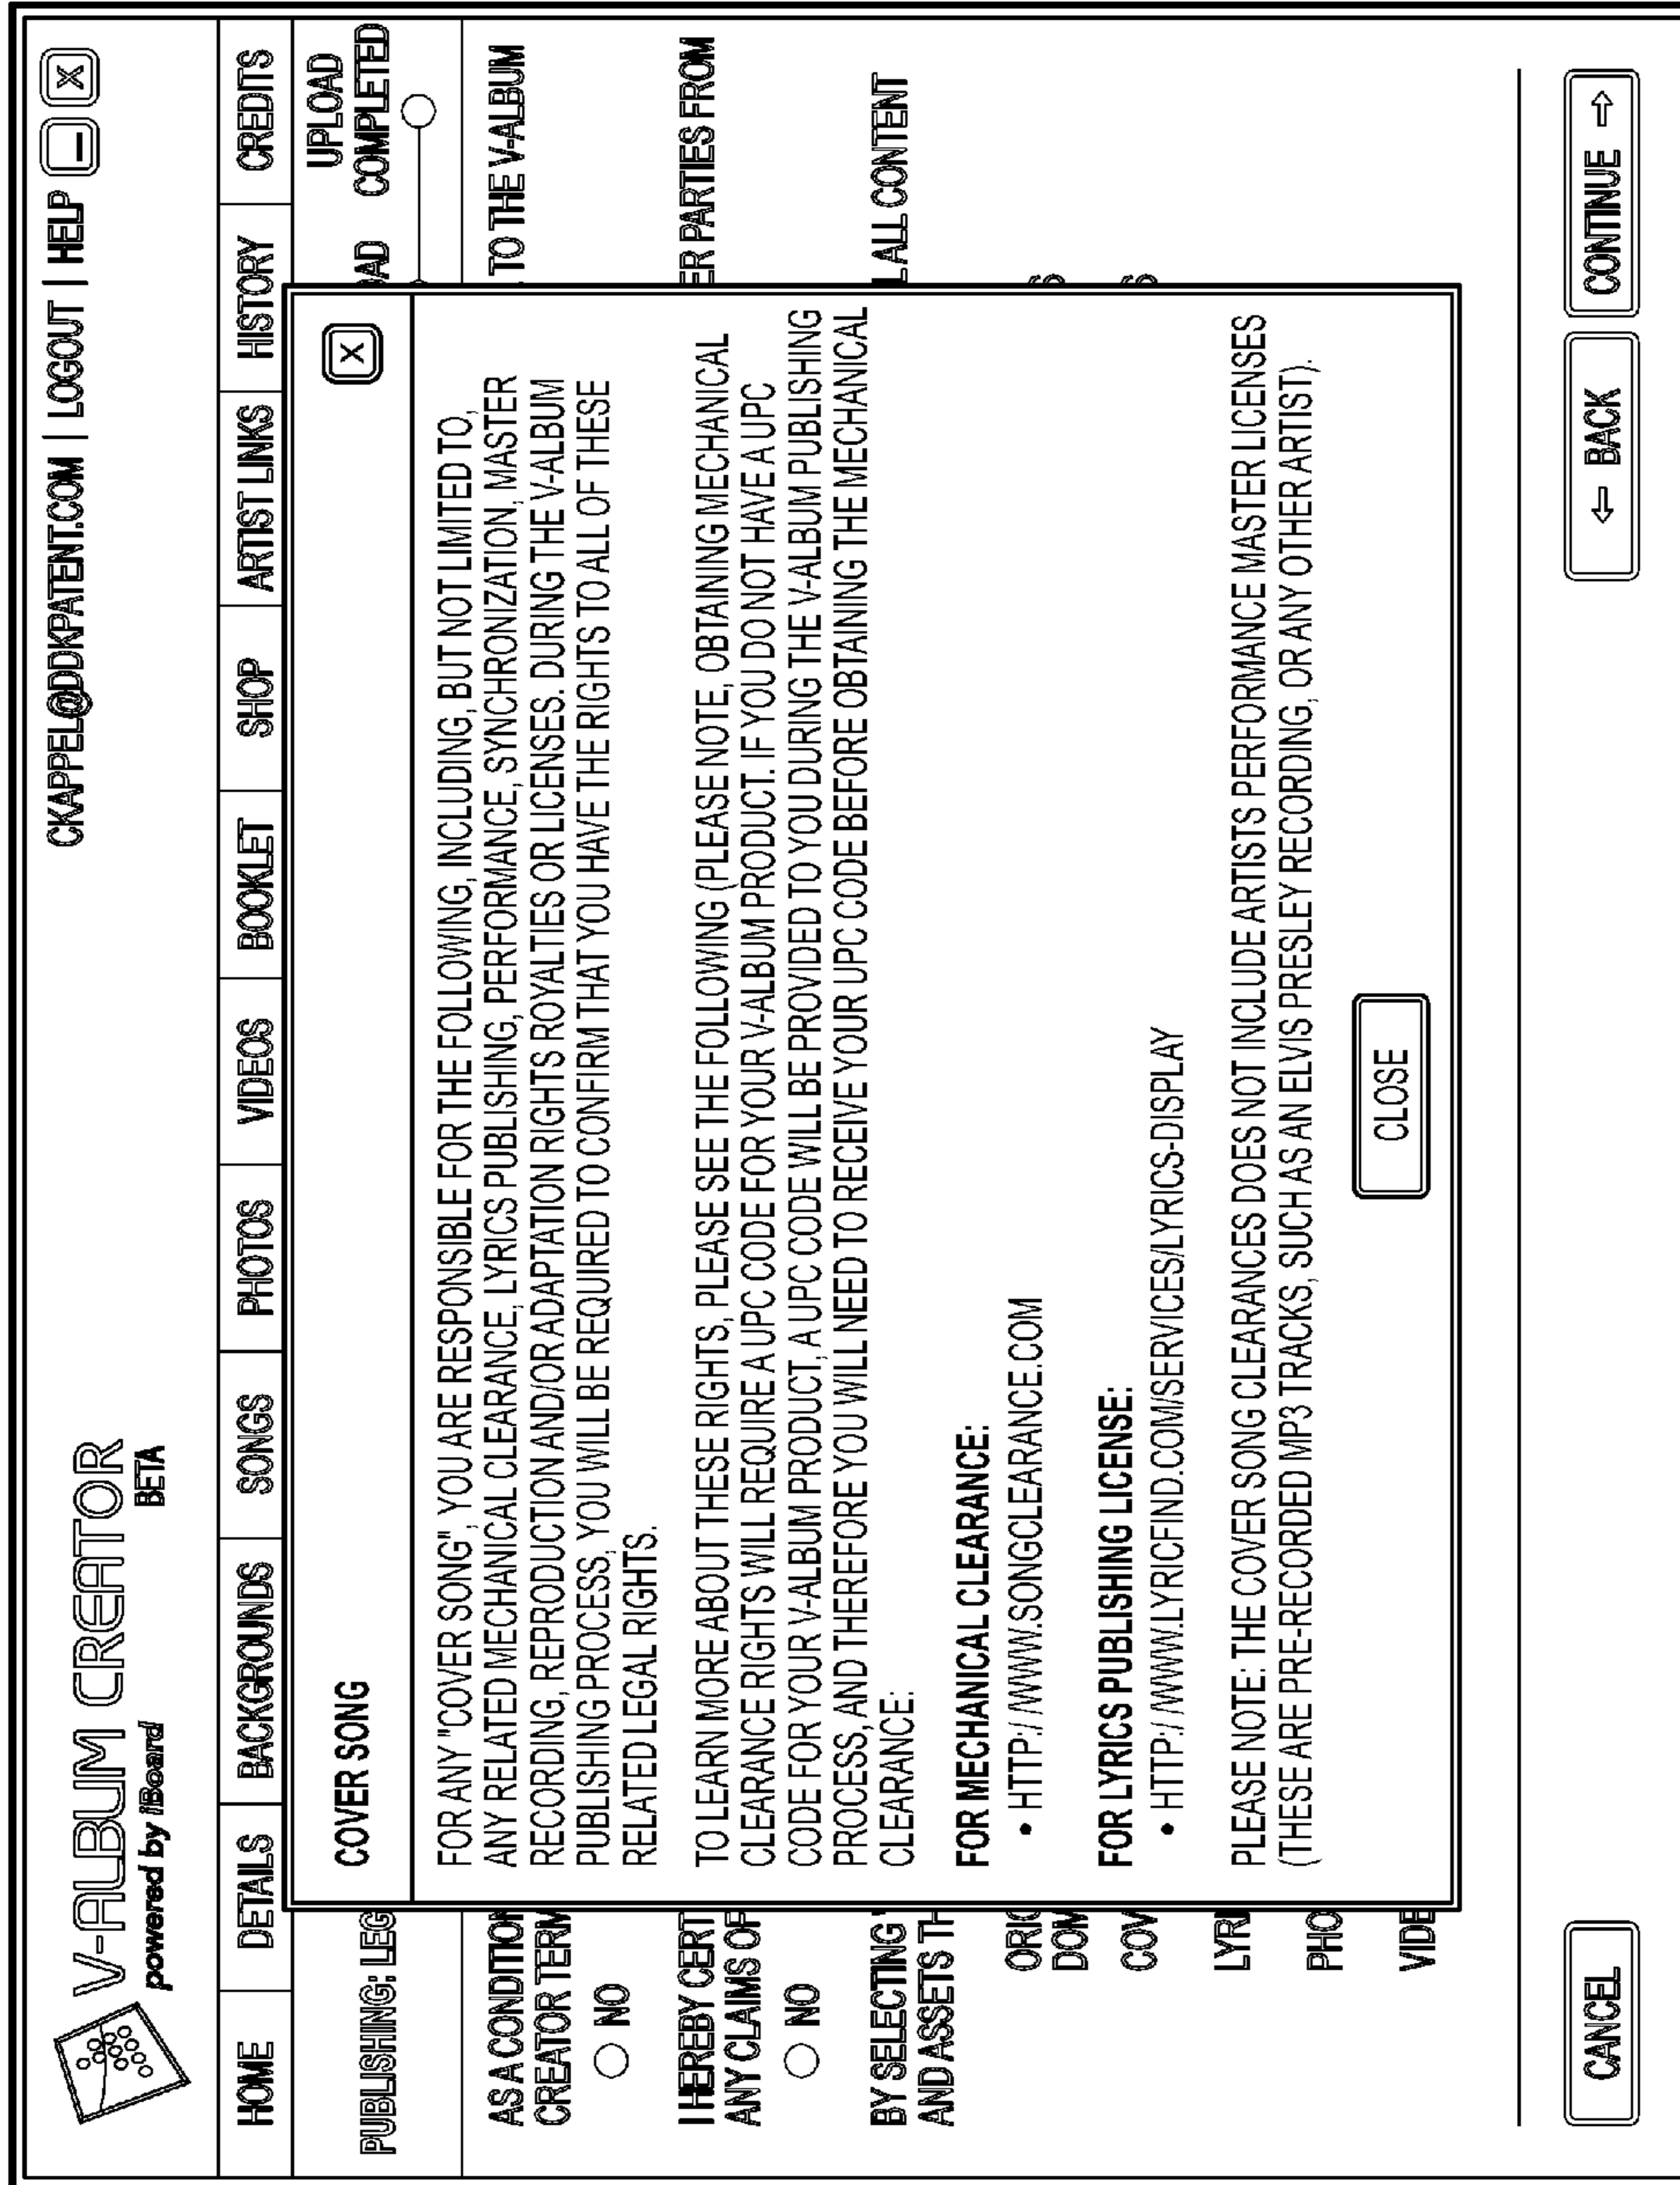 V-ALBUM CREATOR
BETA
powered by iBoard
CKAPPEL@DDKPATENT.COM | LOGOUT | HELP
X
HOME DETAILS BACKGROUNDS SONGS PHOTOS VIDEOS BOOKLET SHOP ARTIST LINKS HISTORY CREDITS
PUBLISHING: LEG
OAD
UPLOAD
COMPLETED
AS A CONDITION
TO THE V-ALBUM
CREATOR TERM
NO
I HEREBY CERT
ER PARTIES FROM
ANY CLAIMS OF
NO
BY SELECTING
ALL CONTENT
AND ASSETS TH
ORIG
DOM
COV
LYRI
PHO
VIDE
COVER SONG
X
FOR ANY "COVER SONG", YOU ARE RESPONSIBLE FOR THE FOLLOWING, INCLUDING, BUT NOT LIMITED TO,
ANY RELATED MECHANICAL CLEARANCE, LYRICS PUBLISHING, PERFORMANCE, SYNCHRONIZATION, MASTER
RECORDING, REPRODUCTION AND/OR ADAPTATION RIGHTS ROYALTIES OR LICENSES. DURING THE V-ALBUM
PUBLISHING PROCESS, YOU WILL BE REQUIRED TO CONFIRM THAT YOU HAVE THE RIGHTS TO ALL OF THESE
RELATED LEGAL RIGHTS.
TO LEARN MORE ABOUT THESE RIGHTS, PLEASE SEE THE FOLLOWING (PLEASE NOTE, OBTAINING MECHANICAL
CLEARANCE RIGHTS WILL REQUIRE A UPC CODE FOR YOUR V-ALBUM PRODUCT. IF YOU DO NOT HAVE A UPC
CODE FOR YOUR V-ALBUM PRODUCT, A UPC CODE WILL BE PROVIDED TO YOU DURING THE V-ALBUM PUBLISHING
PROCESS, AND THEREFORE YOU WILL NEED TO RECEIVE YOUR UPC CODE BEFORE OBTAINING THE MECHANICAL
CLEARANCE:
FOR MECHANICAL CLEARANCE:
• HTTP://WWW.SONGCLEARANCE.COM
FOR LYRICS PUBLISHING LICENSE:
• HTTP://WWW.LYRICFIND.COM/SERVICES/LYRICS-DISPLAY
PLEASE NOTE: THE COVER SONG CLEARANCES DOES NOT INCLUDE ARTISTS PERFORMANCE MASTER LICENSES
(THESE ARE PRE-RECORDED MP3 TRACKS, SUCH AS AN ELVIS PRESLEY RECORDING, OR ANY OTHER ARTIST).
CLOSE
CANCEL
← BACK
CONTINUE →